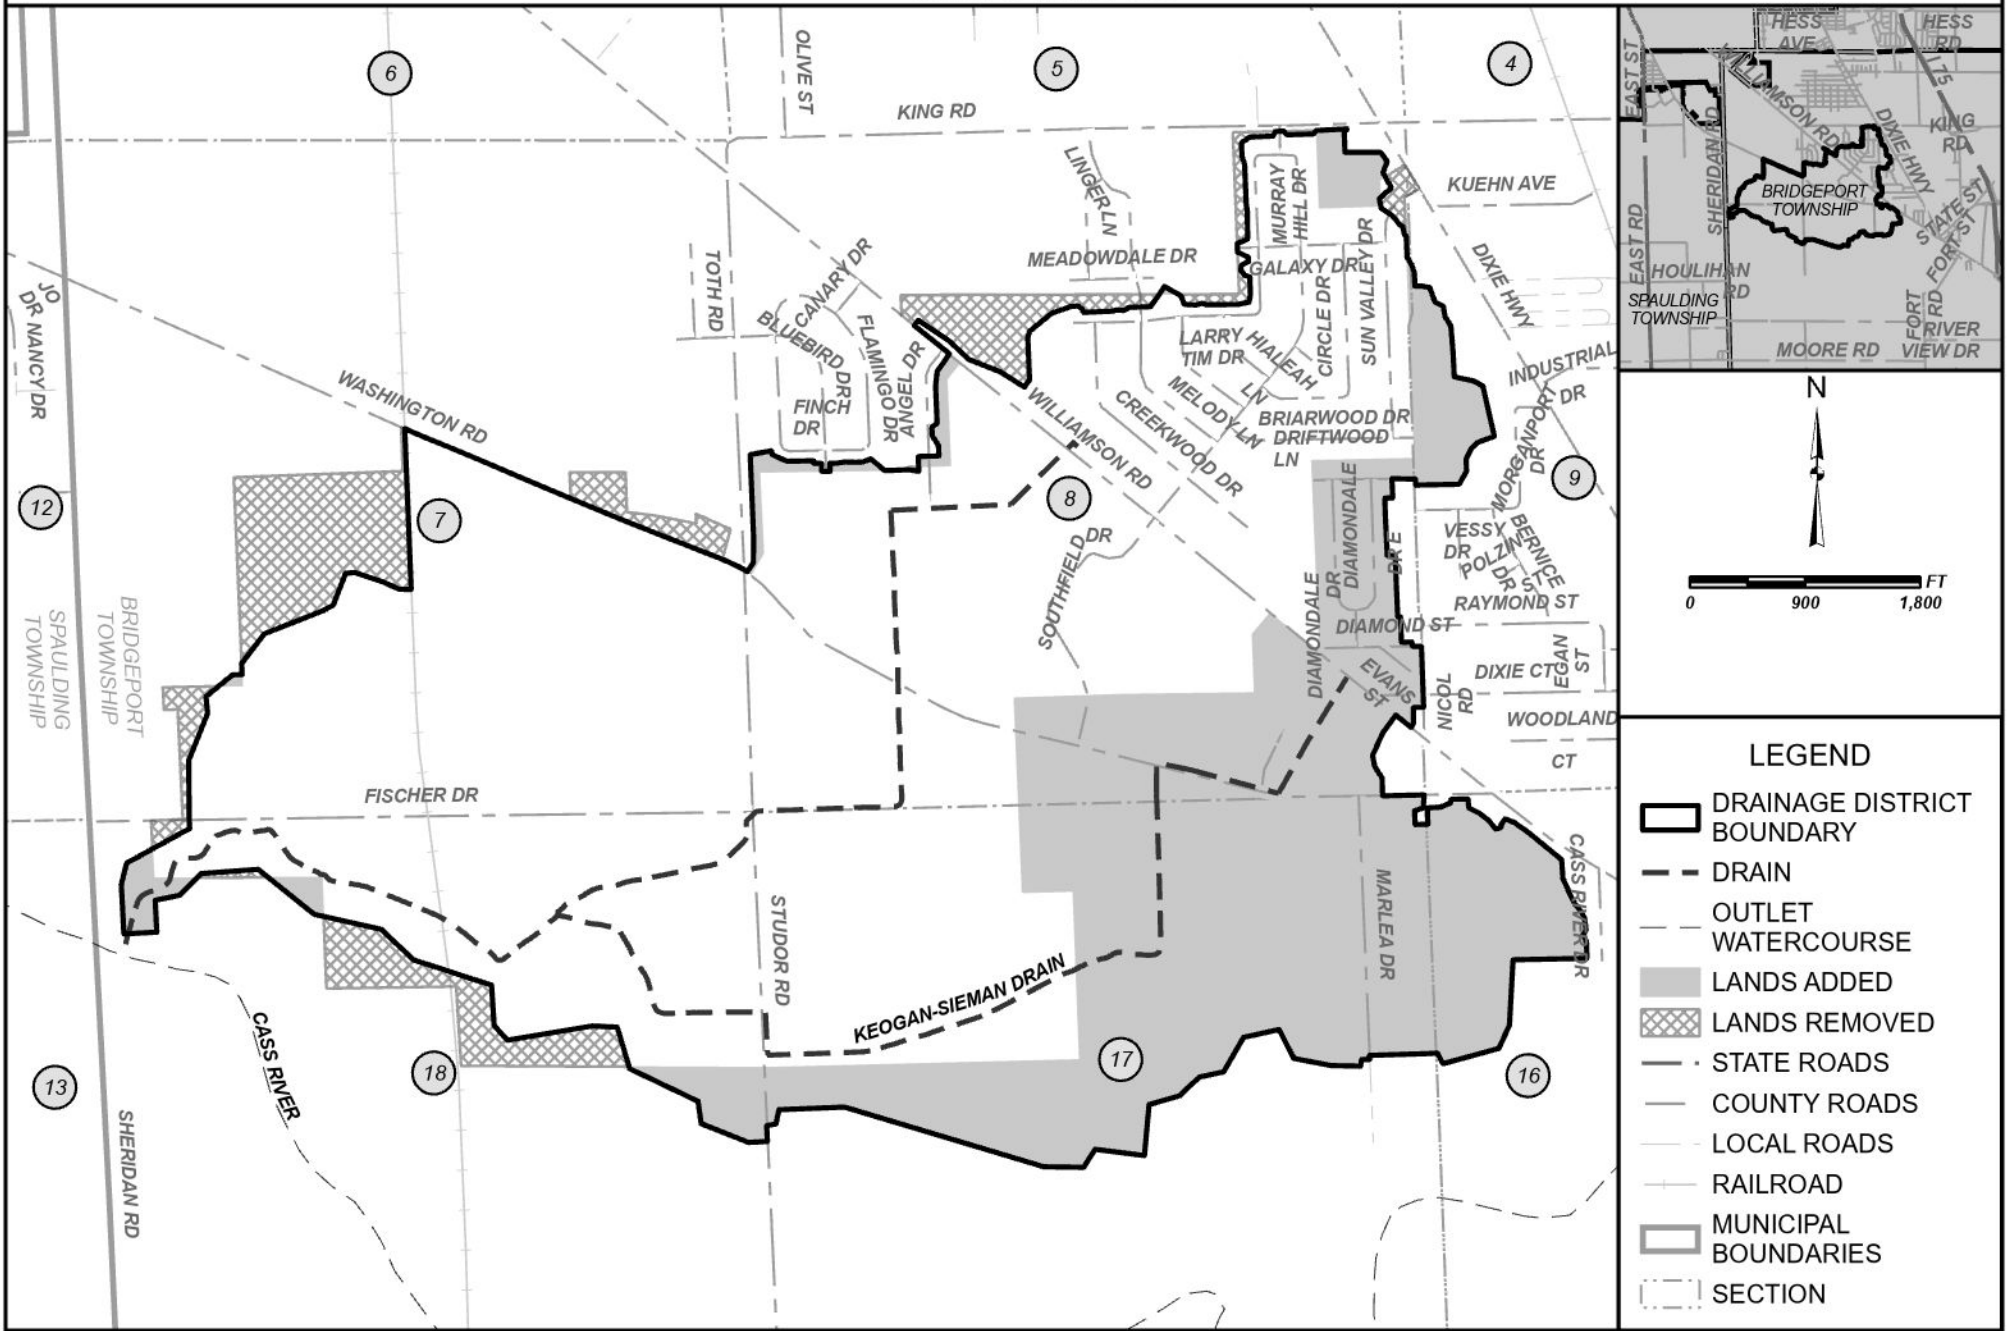 6
5
4
OLIVE ST
KING RD
LINGER LN
MURRAY
HILL DR
KUEHN AVE
MEADOWDALE DR
GALAXY DR
SUN VALLEY DR
CIRCLE DR
DIXIE HWY
JO
DR NANCY DR
TOTH RD
CANARY DR
BLUEBIRD DR
FLAMINGO DR
ANGEL DR
FINCH
DR
LARRY
TIM DR
HIALEAH
LN
MELODY LN
CREEKWOOD DR
BRIARWOOD DR
DRIFTWOOD
LN
INDUSTRIAL
DR
MORGANPORT
DR
WASHINGTON RD
WILLIAMSON RD
12
7
8
9
DIAMONDALE
DR
DIAMONDALE
DR E
VESSY
DR
POLZIN
DR
BERNICE
ST
RAYMOND ST
SOUTHFIELD DR
DIAMOND ST
EVANS
ST
DIXIE CT
EGAN
ST
NICOL
RD
WOODLAND
CT
SPAULDING
TOWNSHIP
BRIDGEPORT
TOWNSHIP
FISCHER DR
STUDOR RD
MARLEA DR
CASS RIVER DR
KEOGAN-SIEMAN DRAIN
CASS RIVER
SHERIDAN RD
13
18
17
16
HESS
AVE
HESS
RD
EAST ST
WILLIAMSON RD
I 75
DIXIE HWY
KING
RD
SHERIDAN RD
BRIDGEPORT
TOWNSHIP
STATE ST
FORT ST
EAST RD
HOULIHAN
RD
SPAULDING
TOWNSHIP
FORT
RD
RIVER
VIEW DR
MOORE RD
N
FT
0 900 1,800
LEGEND
DRAINAGE DISTRICT
BOUNDARY
DRAIN
OUTLET
WATERCOURSE
LANDS ADDED
LANDS REMOVED
STATE ROADS
COUNTY ROADS
LOCAL ROADS
RAILROAD
MUNICIPAL
BOUNDARIES
SECTION